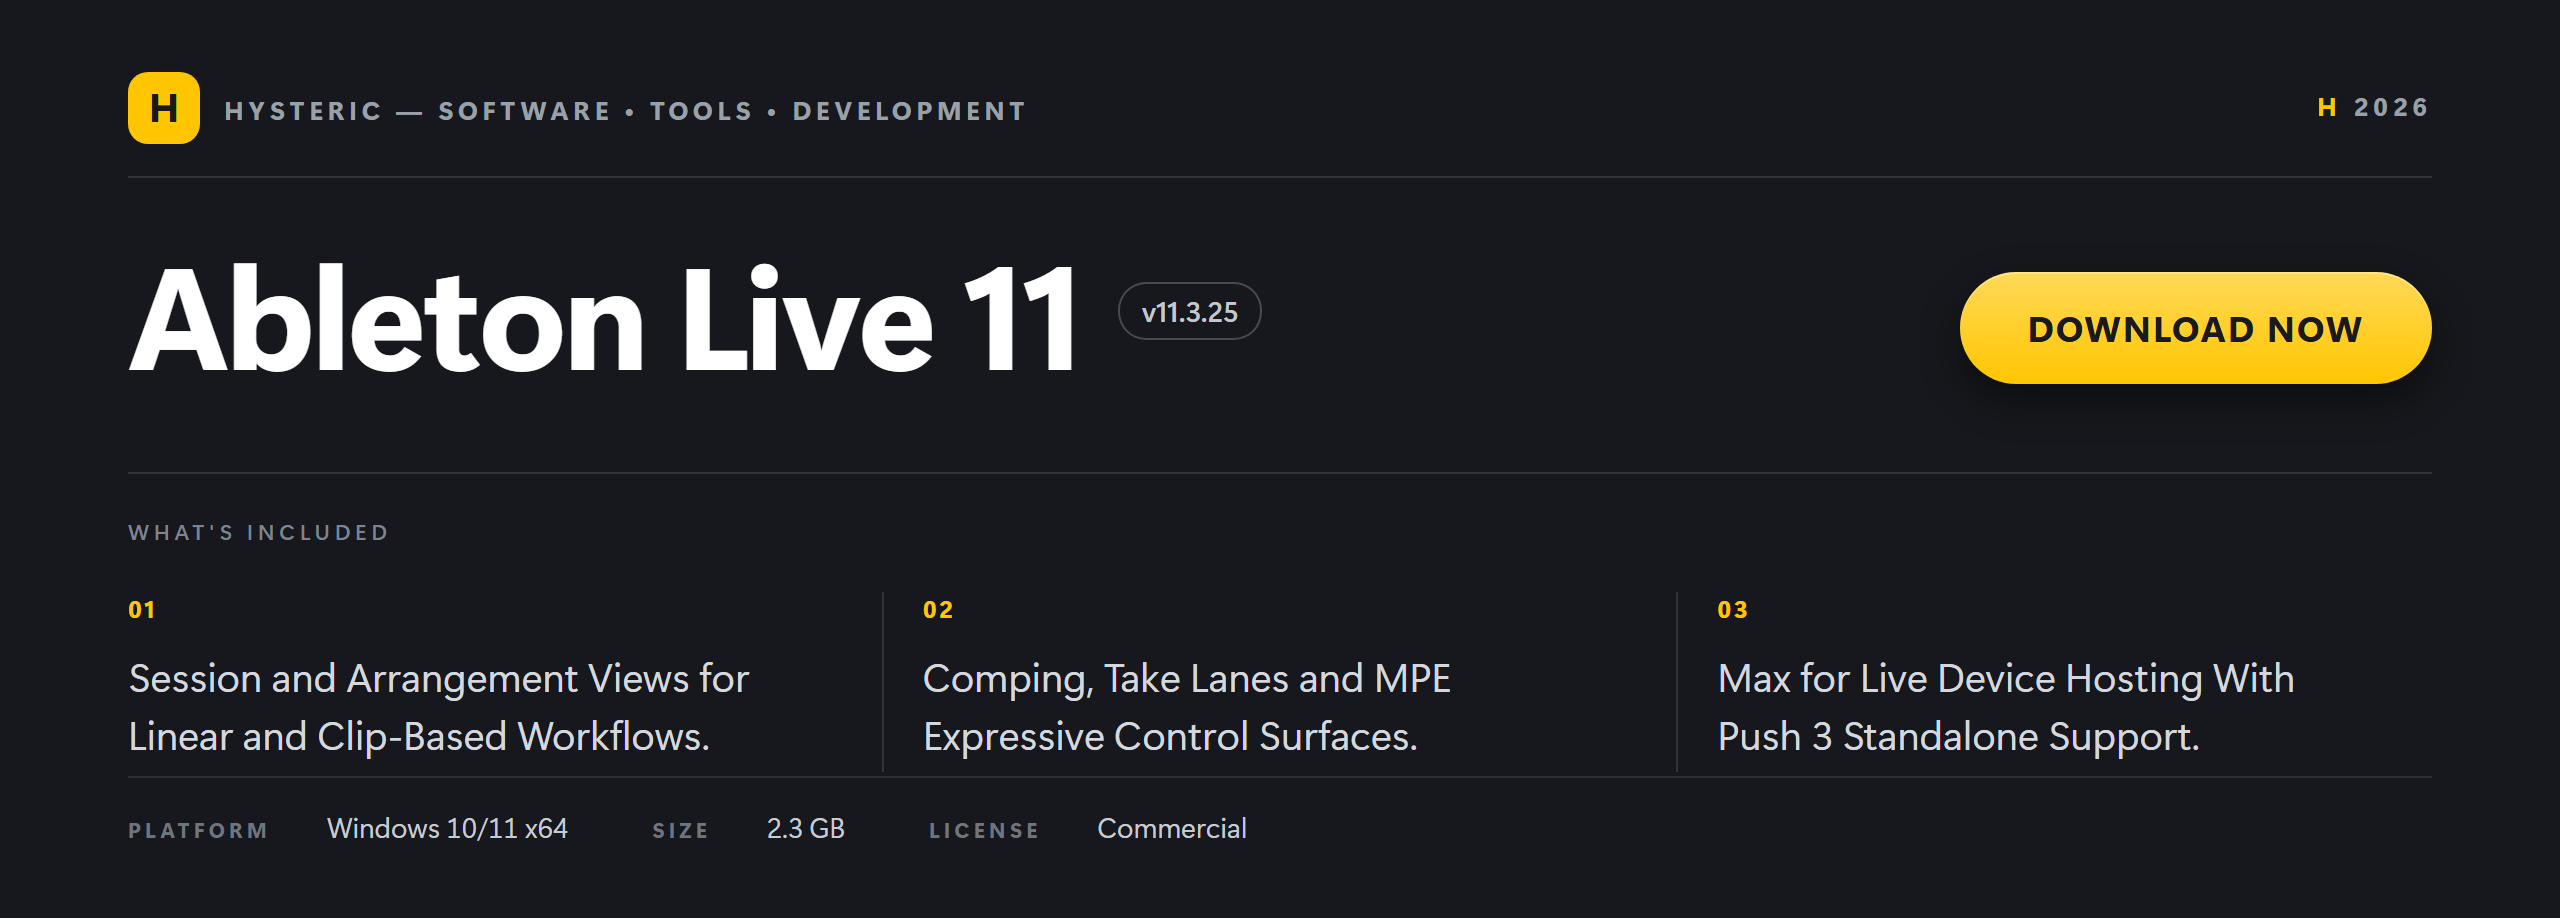 H HYSTERIC — SOFTWARE • TOOLS • DEVELOPMENT
H 2026
Ableton Live 11 v11.3.25
DOWNLOAD NOW
WHAT'S INCLUDED
01
Session and Arrangement Views for
Linear and Clip-Based Workflows.
02
Comping, Take Lanes and MPE
Expressive Control Surfaces.
03
Max for Live Device Hosting With
Push 3 Standalone Support.
PLATFORM Windows 10/11 x64 SIZE 2.3 GB LICENSE Commercial